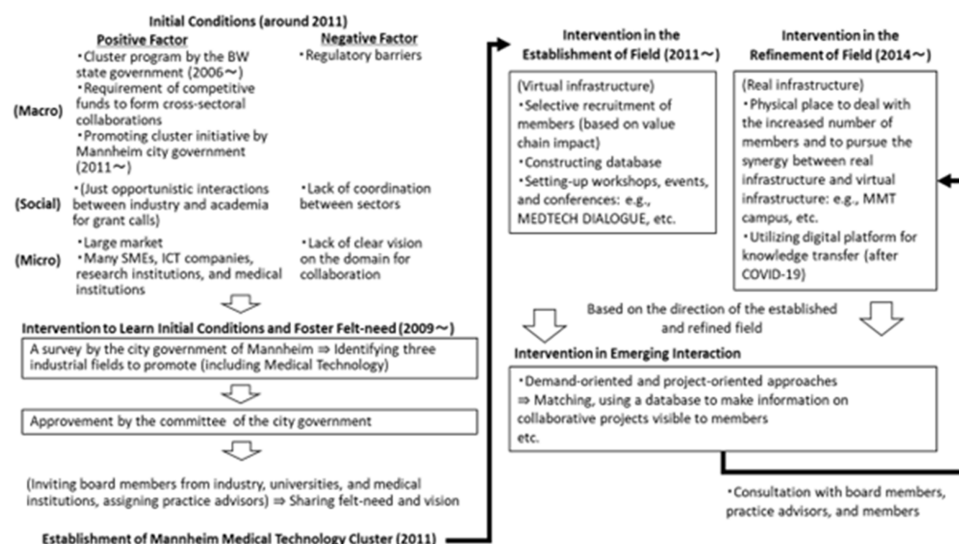 Initial Conditions (around 2011)
Positive Factor
Negative Factor
(Macro)
・Cluster program by the BW
state government (2006～)
・Requirement of competitive
funds to form cross-sectoral
collaborations
・Promoting cluster initiative by
Mannheim city government
(2011～)
・Regulatory barriers
(Social)
・(Just opportunistic interactions
between industry and academia
for grant calls)
・Lack of coordination
between sectors
(Micro)
・Large market
・Many SMEs, ICT companies,
research institutions, and medical
institutions
・Lack of clear vision
on the domain for
collaboration
Intervention to Learn Initial Conditions and Foster Felt-need (2009～)
A survey by the city government of Mannheim ⇒ Identifying three
industrial fields to promote (including Medical Technology)
Approvement by the committee of the city government
(Inviting board members from industry, universities, and medical
institutions, assigning practice advisors) ⇒ Sharing felt-need and vision
Establishment of Mannheim Medical Technology Cluster (2011)
Intervention in the
Establishment of Field (2011～)
(Virtual infrastructure)
・Selective recruitment of
members (based on value
chain impact)
・Constructing database
・Setting-up workshops, events,
and conferences: e.g.,
MEDTECH DIALOGUE, etc.
Intervention in the
Refinement of Field (2014～)
(Real infrastructure)
・Physical place to deal with
the increased number of
members and to pursue the
synergy between real
infrastructure and virtual
infrastructure: e.g., MMT
campus, etc.
・Utilizing digital platform for
knowledge transfer (after
COVID-19)
Based on the direction of the established
and refined field
Intervention in Emerging Interaction
・Demand-oriented and project-oriented approaches
⇒ Matching, using a database to make information on
collaborative projects visible to members
etc.
・Consultation with board members,
practice advisors, and members